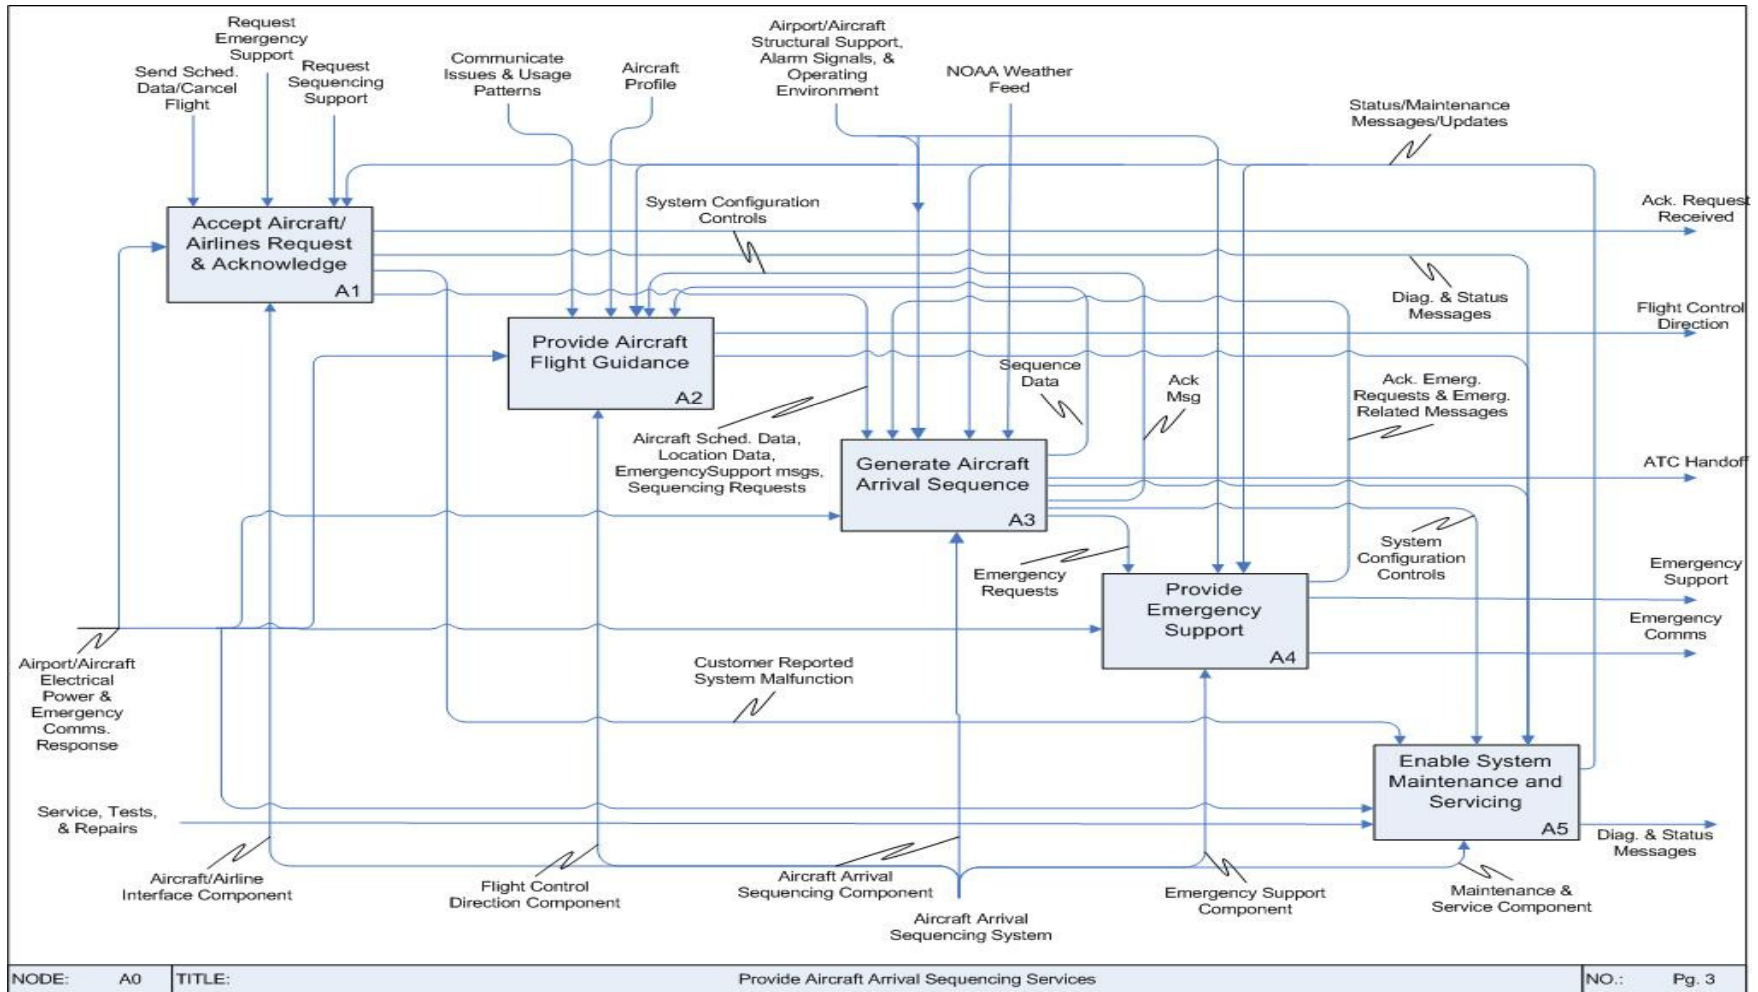 Request
Emergency
Support
Send Sched.
Data/Cancel
Flight
Request
Sequencing
Support
Communicate
Issues & Usage
Patterns
Aircraft
Profile
Airport/Aircraft
Structural Support,
Alarm Signals, &
Operating
Environment
NOAA Weather
Feed
Status/Maintenance
Messages/Updates
System Configuration
Controls
Ack. Request
Received
Accept Aircraft/
Airlines Request
& Acknowledge
A1
Diag. & Status
Messages
Flight Control
Direction
Provide Aircraft
Flight Guidance
A2
Sequence
Data
Ack
Msg
Ack. Emerg.
Requests & Emerg.
Related Messages
Aircraft Sched. Data,
Location Data,
EmergencySupport msgs,
Sequencing Requests
Generate Aircraft
Arrival Sequence
A3
ATC Handoff
Emergency
Requests
System
Configuration
Controls
Emergency
Support
Provide
Emergency
Support
A4
Emergency
Comms
Airport/Aircraft
Electrical
Power &
Emergency
Comms.
Response
Customer Reported
System Malfunction
Enable System
Maintenance and
Servicing
A5
Service, Tests,
& Repairs
Diag. & Status
Messages
Aircraft/Airline
Interface Component
Flight Control
Direction Component
Aircraft Arrival
Sequencing Component
Emergency Support
Component
Maintenance &
Service Component
Aircraft Arrival
Sequencing System
NODE: A0 TITLE: Provide Aircraft Arrival Sequencing Services NO.: Pg. 3